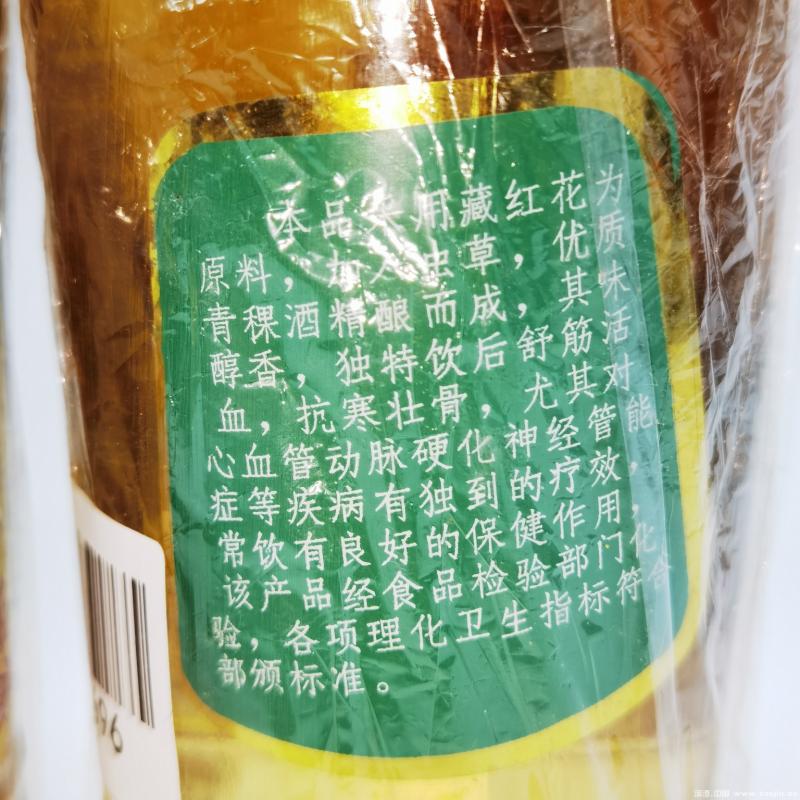 本品采用藏红花为
原料，加入虫草，优质
青稞酒精酿而成，其味
醇香，独特饮后舒筋活
血，抗寒壮骨，尤其对
心血管动脉硬化神经管能
症等疾病有独到的疗效，
常饮有良好的保健作用，
该产品经食品检验部门化
验，各项理化卫生指标符合
部颁标准。
96